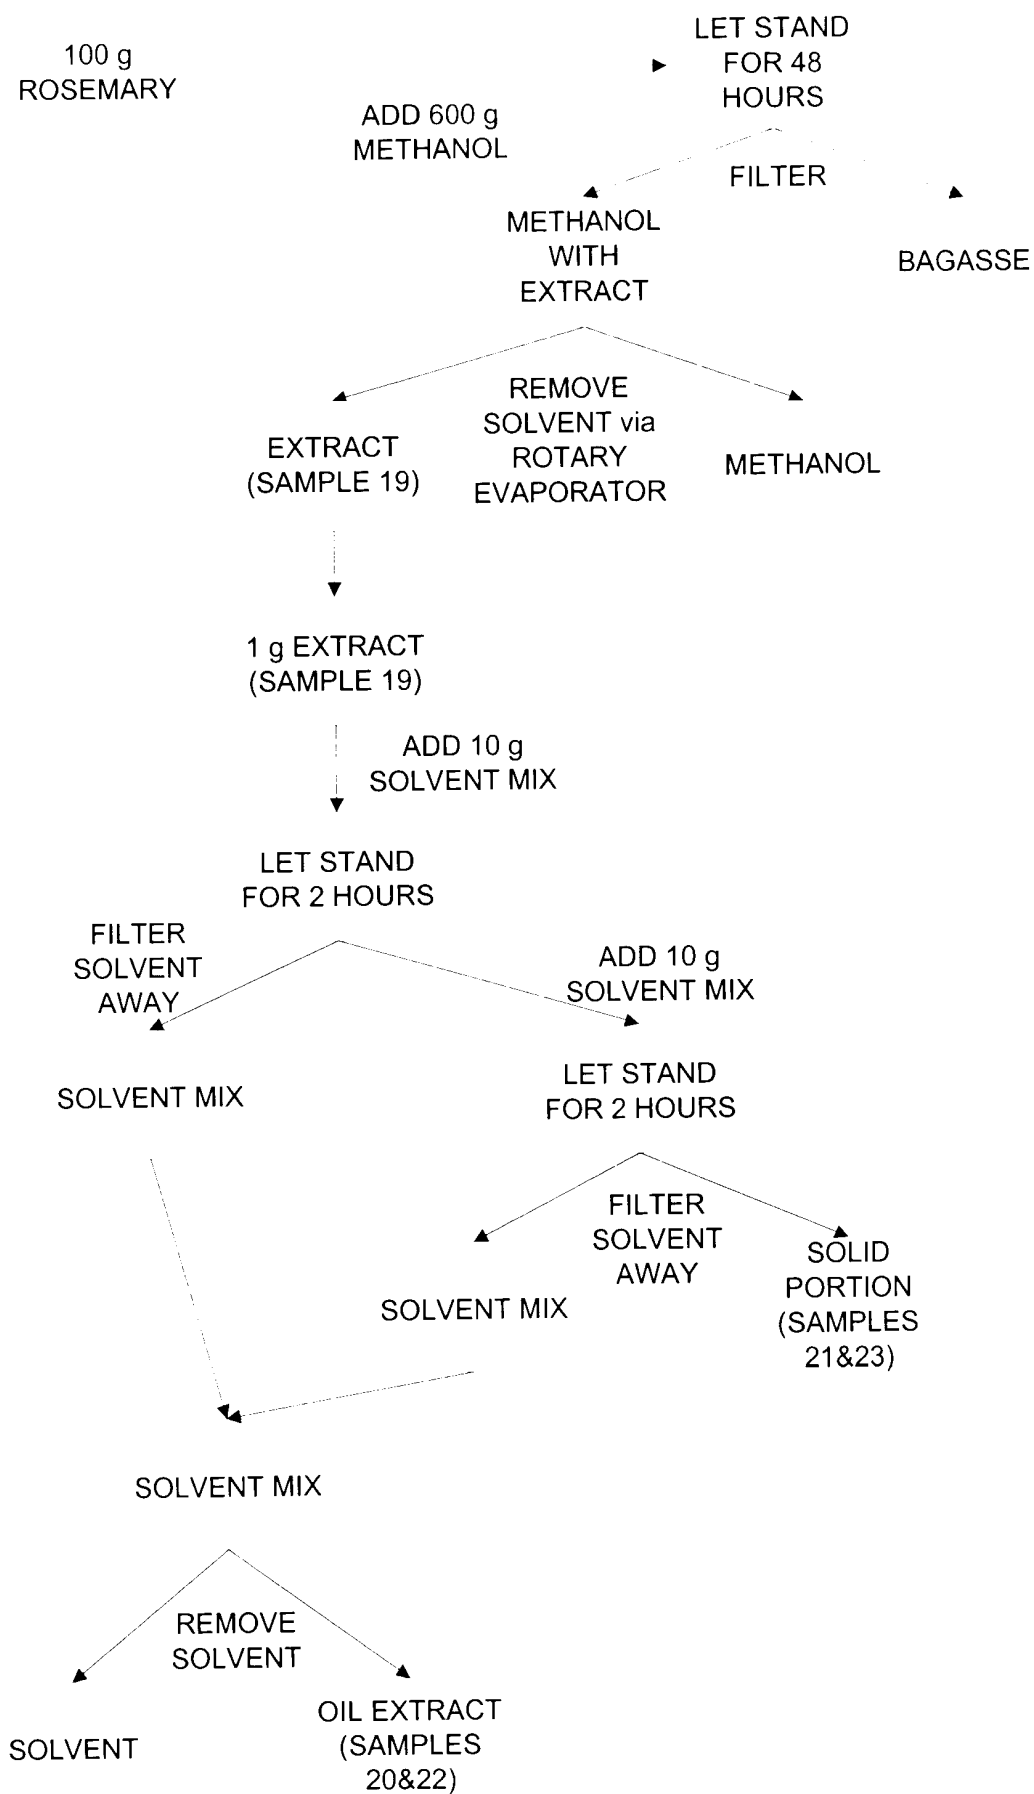 100 g
ROSEMARY
ADD 600 g
METHANOL
LET STAND
FOR 48
HOURS
FILTER
METHANOL
WITH
EXTRACT
BAGASSE
REMOVE
SOLVENT via
ROTARY
EVAPORATOR
EXTRACT
(SAMPLE 19)
METHANOL
1 g EXTRACT
(SAMPLE 19)
ADD 10 g
SOLVENT MIX
LET STAND
FOR 2 HOURS
FILTER
SOLVENT
AWAY
ADD 10 g
SOLVENT MIX
SOLVENT MIX
LET STAND
FOR 2 HOURS
FILTER
SOLVENT
AWAY
SOLVENT MIX
SOLID
PORTION
(SAMPLES
21&23)
SOLVENT MIX
REMOVE
SOLVENT
SOLVENT
OIL EXTRACT
(SAMPLES
20&22)